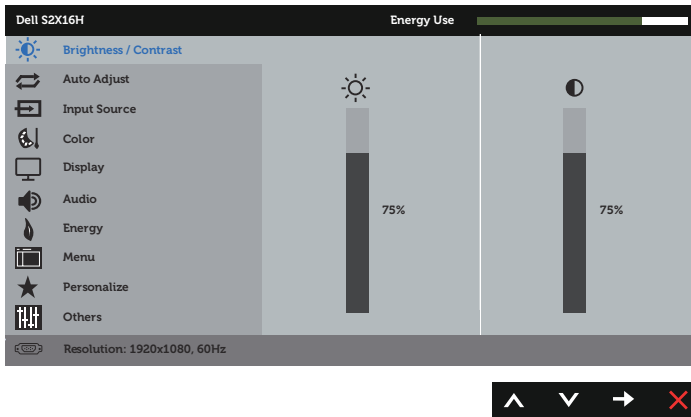 Dell S2X16H Energy Use
Brightness / Contrast
Auto Adjust
Input Source
Color
Display
Audio
Energy
Menu
Personalize
Others
75%
75%
Resolution: 1920x1080, 60Hz